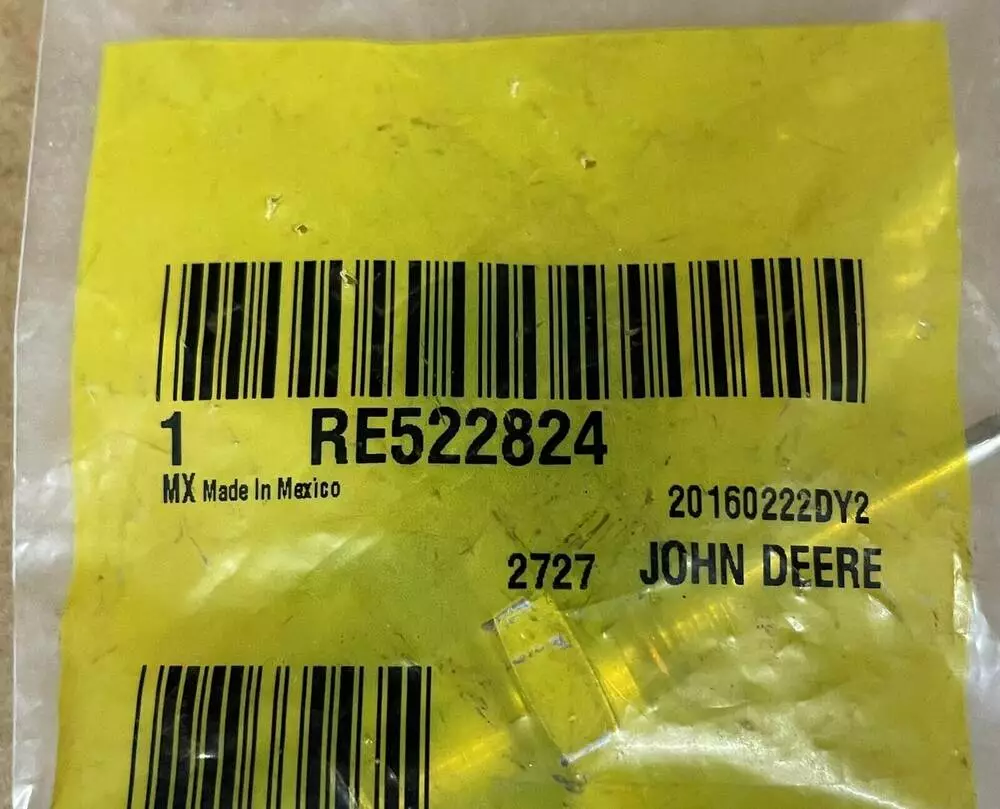 1 RE522824
MX Made In Mexico
20160222DY2
2727 JOHN DEERE